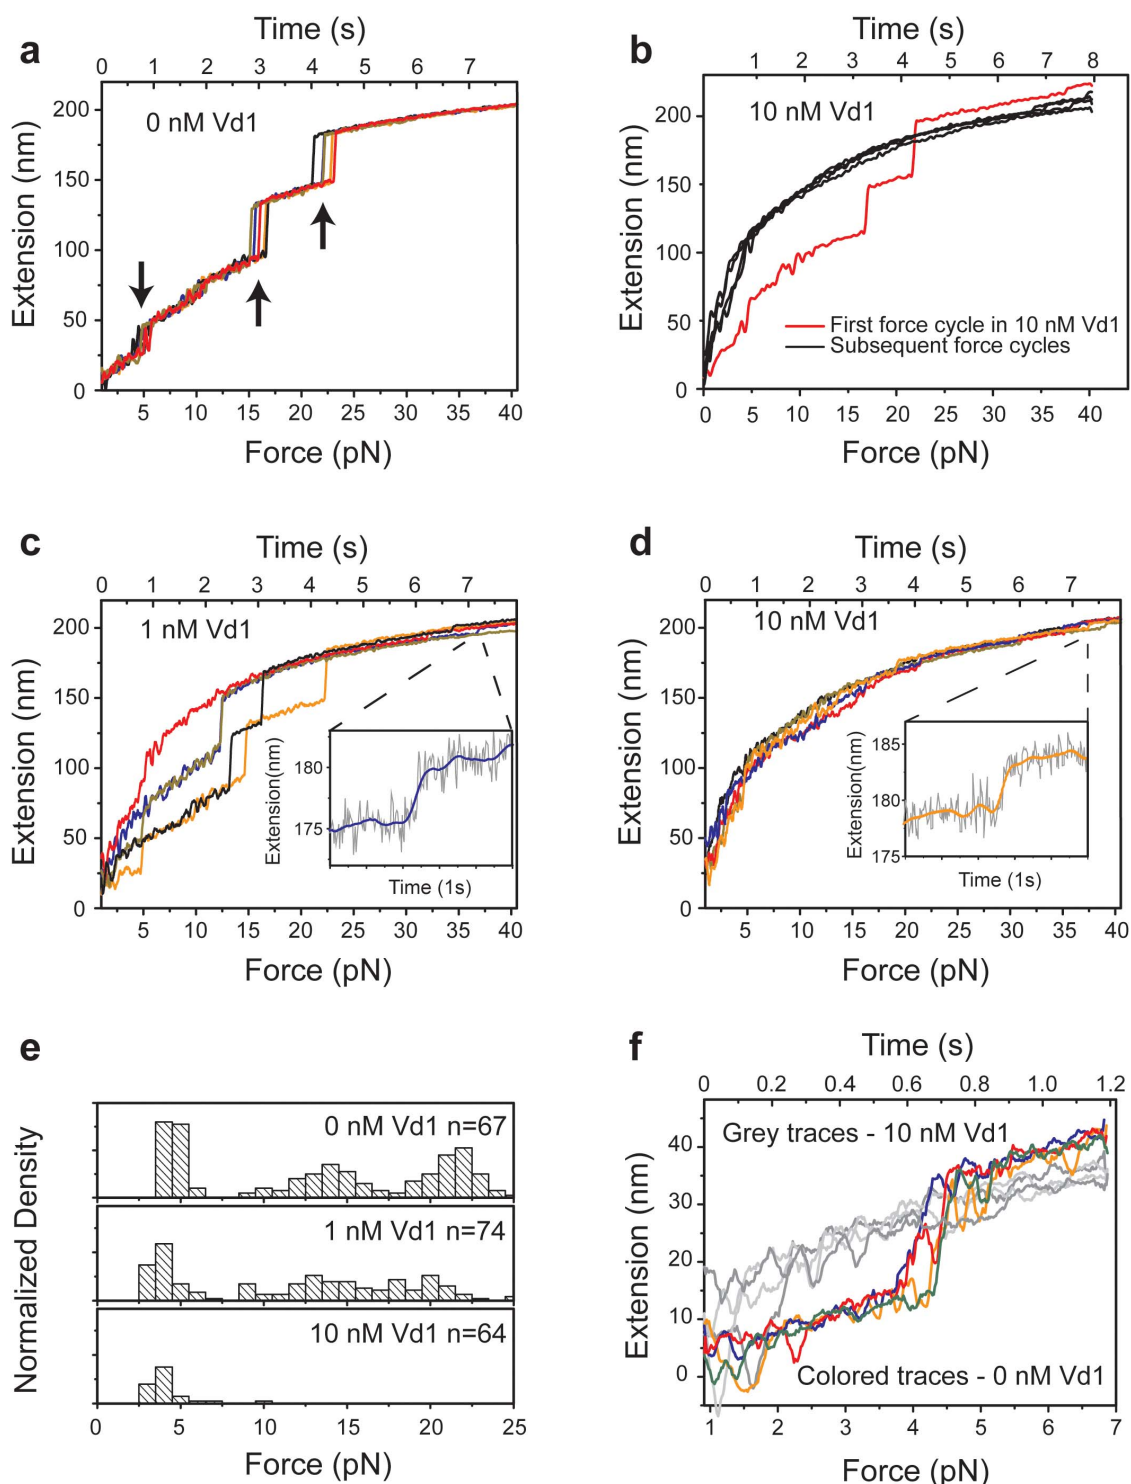 a
Time (s)
0 1 2 3 4 5 6 7
0 nM Vd1
Extension (nm)
200
150
100
50
0
5 10 15 20 25 30 35 40
Force (pN)
b
Time (s)
1 2 3 4 5 6 7 8
10 nM Vd1
Extension (nm)
200
150
100
50
0
First force cycle in 10 nM Vd1
Subsequent force cycles
0 5 10 15 20 25 30 35 40
Force (pN)
c
Time (s)
0 1 2 3 4 5 6 7
1 nM Vd1
Extension (nm)
200
150
100
50
0
Extension(nm)
180
175
Time (1s)
5 10 15 20 25 30 35 40
Force (pN)
d
Time (s)
0 1 2 3 4 5 6 7
10 nM Vd1
Extension (nm)
200
150
100
50
0
Extension(nm)
185
180
175
Time (1s)
5 10 15 20 25 30 35 40
Force (pN)
e
Normalized Density
0 nM Vd1 n=67
1 nM Vd1 n=74
10 nM Vd1 n=64
0 5 10 15 20 25
Force (pN)
f
Time (s)
0 0.2 0.4 0.6 0.8 1.0 1.2
Grey traces - 10 nM Vd1
Extension (nm)
40
30
20
10
0
Colored traces - 0 nM Vd1
1 2 3 4 5 6 7
Force (pN)